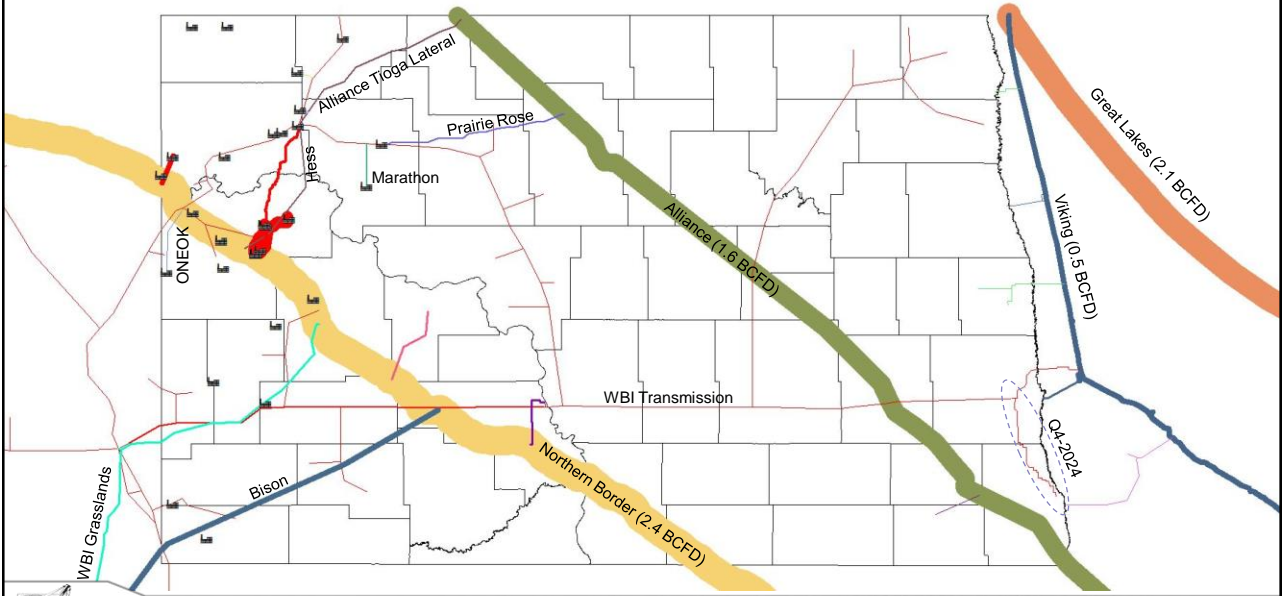 Alliance Tioga Lateral
Prairie Rose
Great Lakes (2.1 BCFD)
Hess
Marathon
ONEOK
Alliance (1.6 BCFD)
Viking (0.5 BCFD)
WBI Transmission
Q4-2024
Northern Border (2.4 BCFD)
Bison
WBI Grasslands